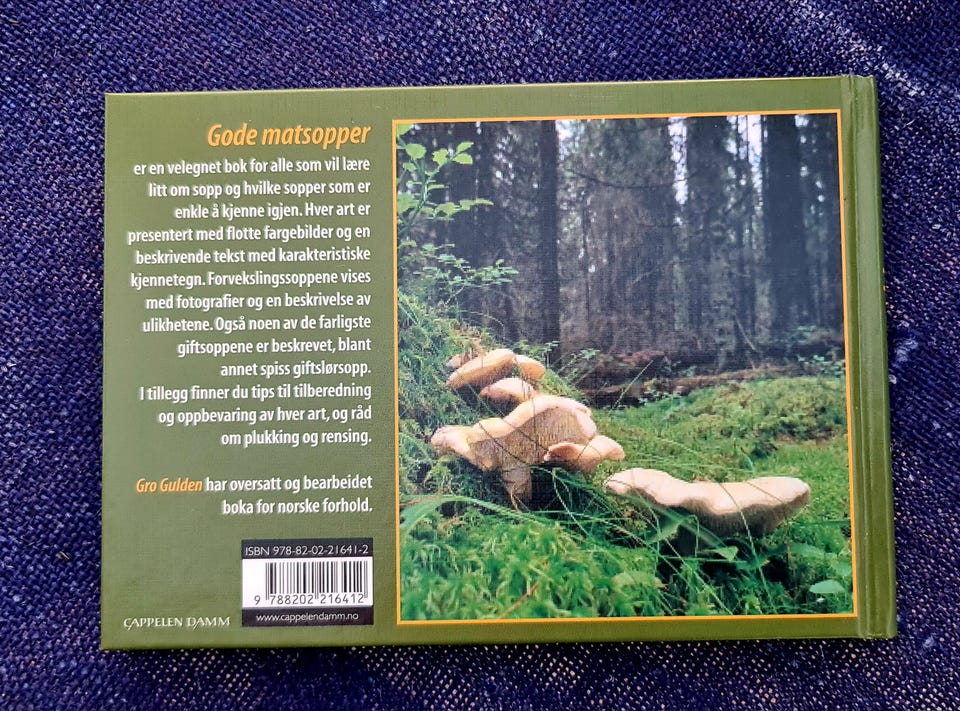 Gode matsopper
er en velegnet bok for alle som vil lære
litt om sopp og hvilke sopper som er
enkle å kjenne igjen. Hver art er
presentert med flotte fargebilder og en
beskrivende tekst med karakteristiske
kjennetegn. Forvekslingssoppene vises
med fotografier og en beskrivelse av
ulikhetene. Også noen av de farligste
giftsoppene er beskrevet, blant
annet spiss giftslørsopp.
I tillegg finner du tips til tilberedning
og oppbevaring av hver art, og råd
om plukking og rensing.
Gro Gulden har oversatt og bearbeidet
boka for norske forhold.
ISBN 978-82-02-21641-2
9 788202 216412
www.cappelendamm.no
CAPPELEN DAMM